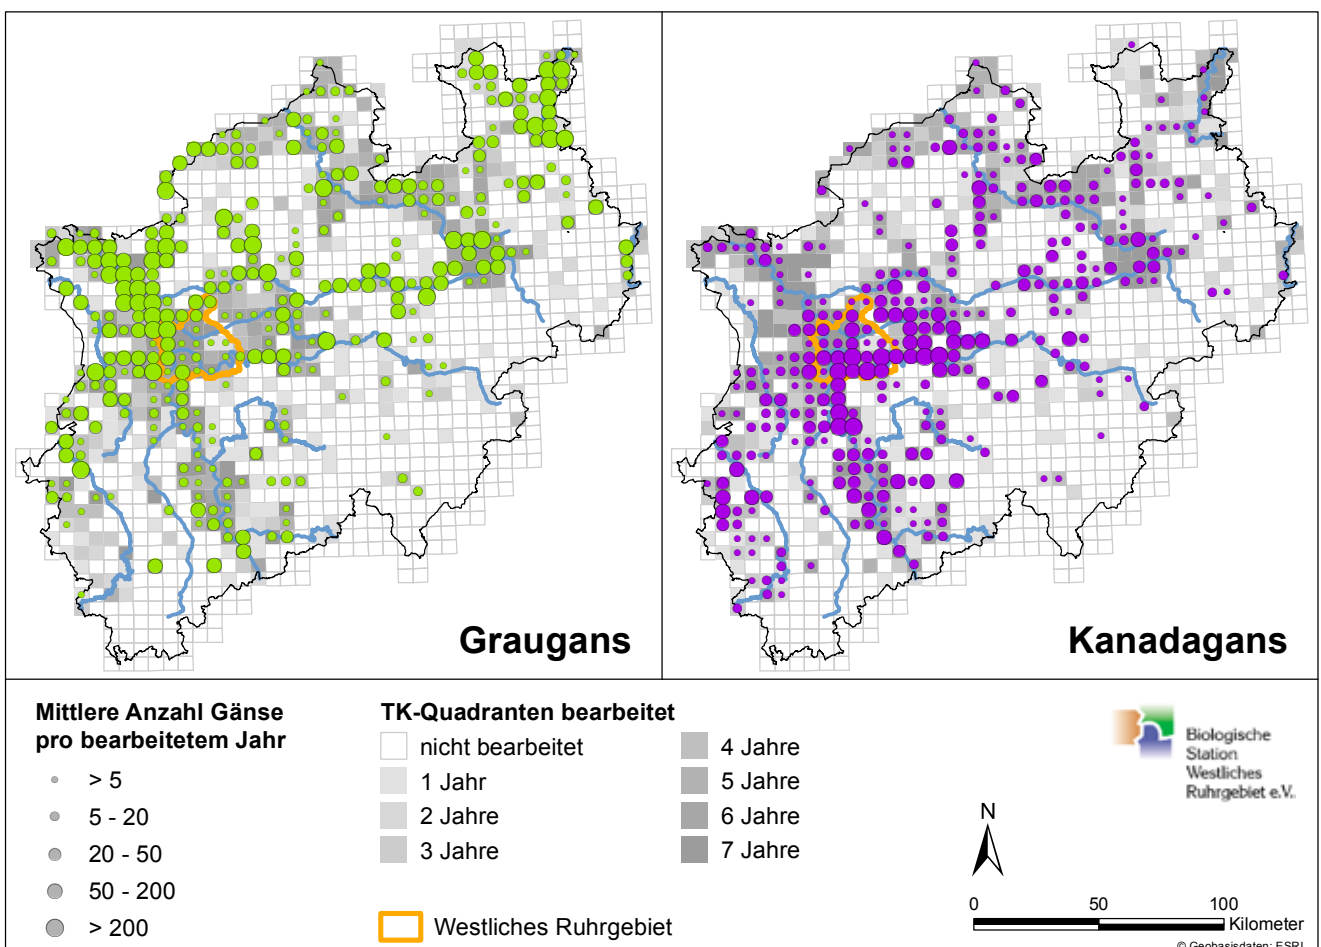 Graugans
Kanadagans
Mittlere Anzahl Gänse
pro bearbeitetem Jahr
> 5
5 - 20
20 - 50
50 - 200
> 200
TK-Quadranten bearbeitet
nicht bearbeitet
1 Jahr
2 Jahre
3 Jahre
4 Jahre
5 Jahre
6 Jahre
7 Jahre
Westliches Ruhrgebiet
Biologische
Station
Westliches
Ruhrgebiet e.V.
N
0 50 100
Kilometer
© Geobasisdaten: ESRI